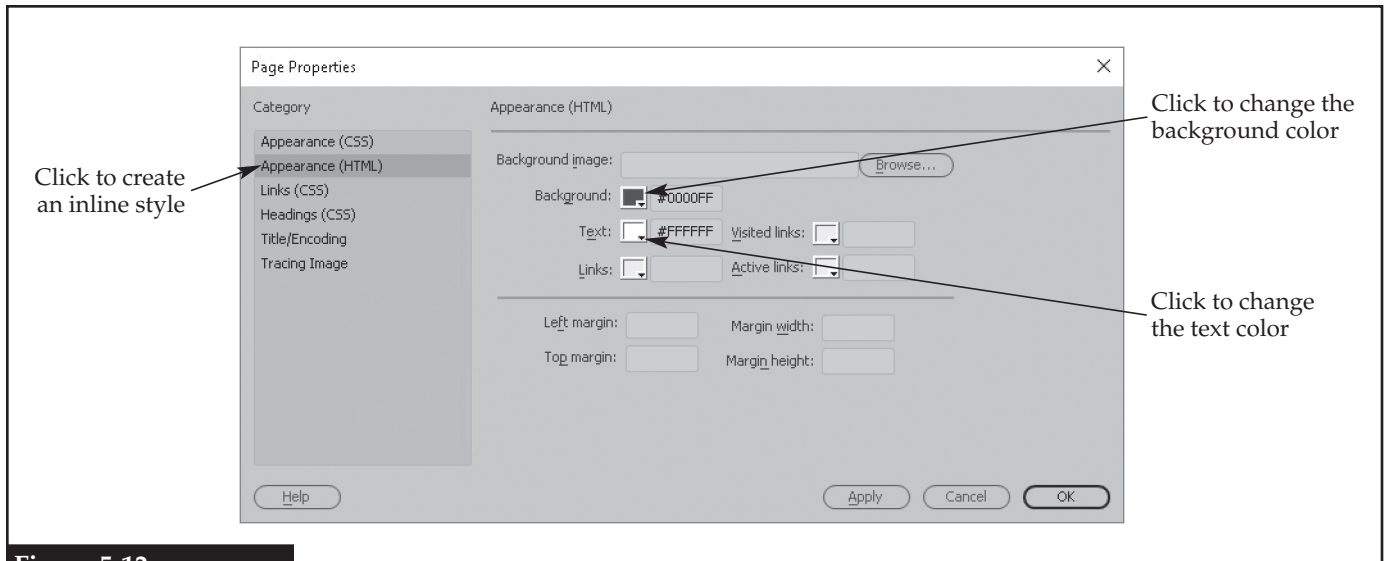 Page Properties
Category
Appearance (HTML)
Click to change the
background color
Appearance (CSS)
Appearance (HTML)
Links (CSS)
Headings (CSS)
Title/Encoding
Tracing Image
Click to create
an inline style
Background image:
Browse...
Background: #0000FF
Text: #FFFFFF Visited links:
Links: Active links:
Click to change
the text color
Left margin: Margin width:
Top margin: Margin height:
Help Apply Cancel OK